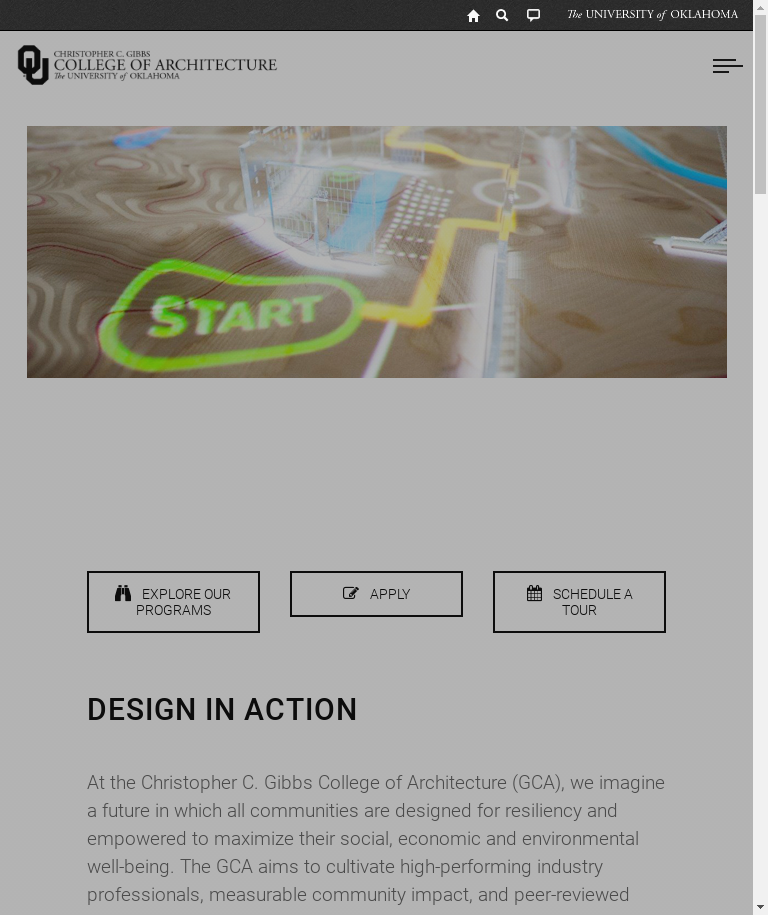 The UNIVERSITY of OKLAHOMA
CHRISTOPHER C. GIBBS
COLLEGE OF ARCHITECTURE
The UNIVERSITY of OKLAHOMA
START
EXPLORE OUR
PROGRAMS
APPLY
SCHEDULE A
TOUR
DESIGN IN ACTION
At the Christopher C. Gibbs College of Architecture (GCA), we imagine
a future in which all communities are designed for resiliency and
empowered to maximize their social, economic and environmental
well-being. The GCA aims to cultivate high-performing industry
professionals, measurable community impact, and peer-reviewed